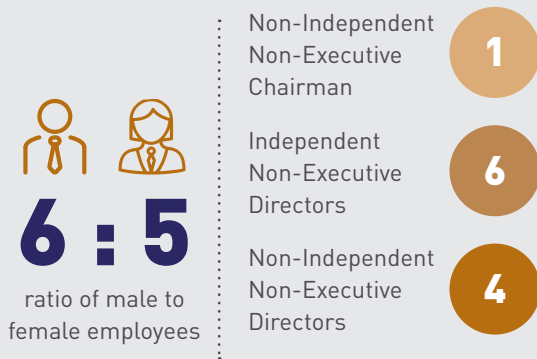 6 : 5
ratio of male to
female employees
Non-Independent
Non-Executive
Chairman
1
Independent
Non-Executive
Directors
6
Non-Independent
Non-Executive
Directors
4